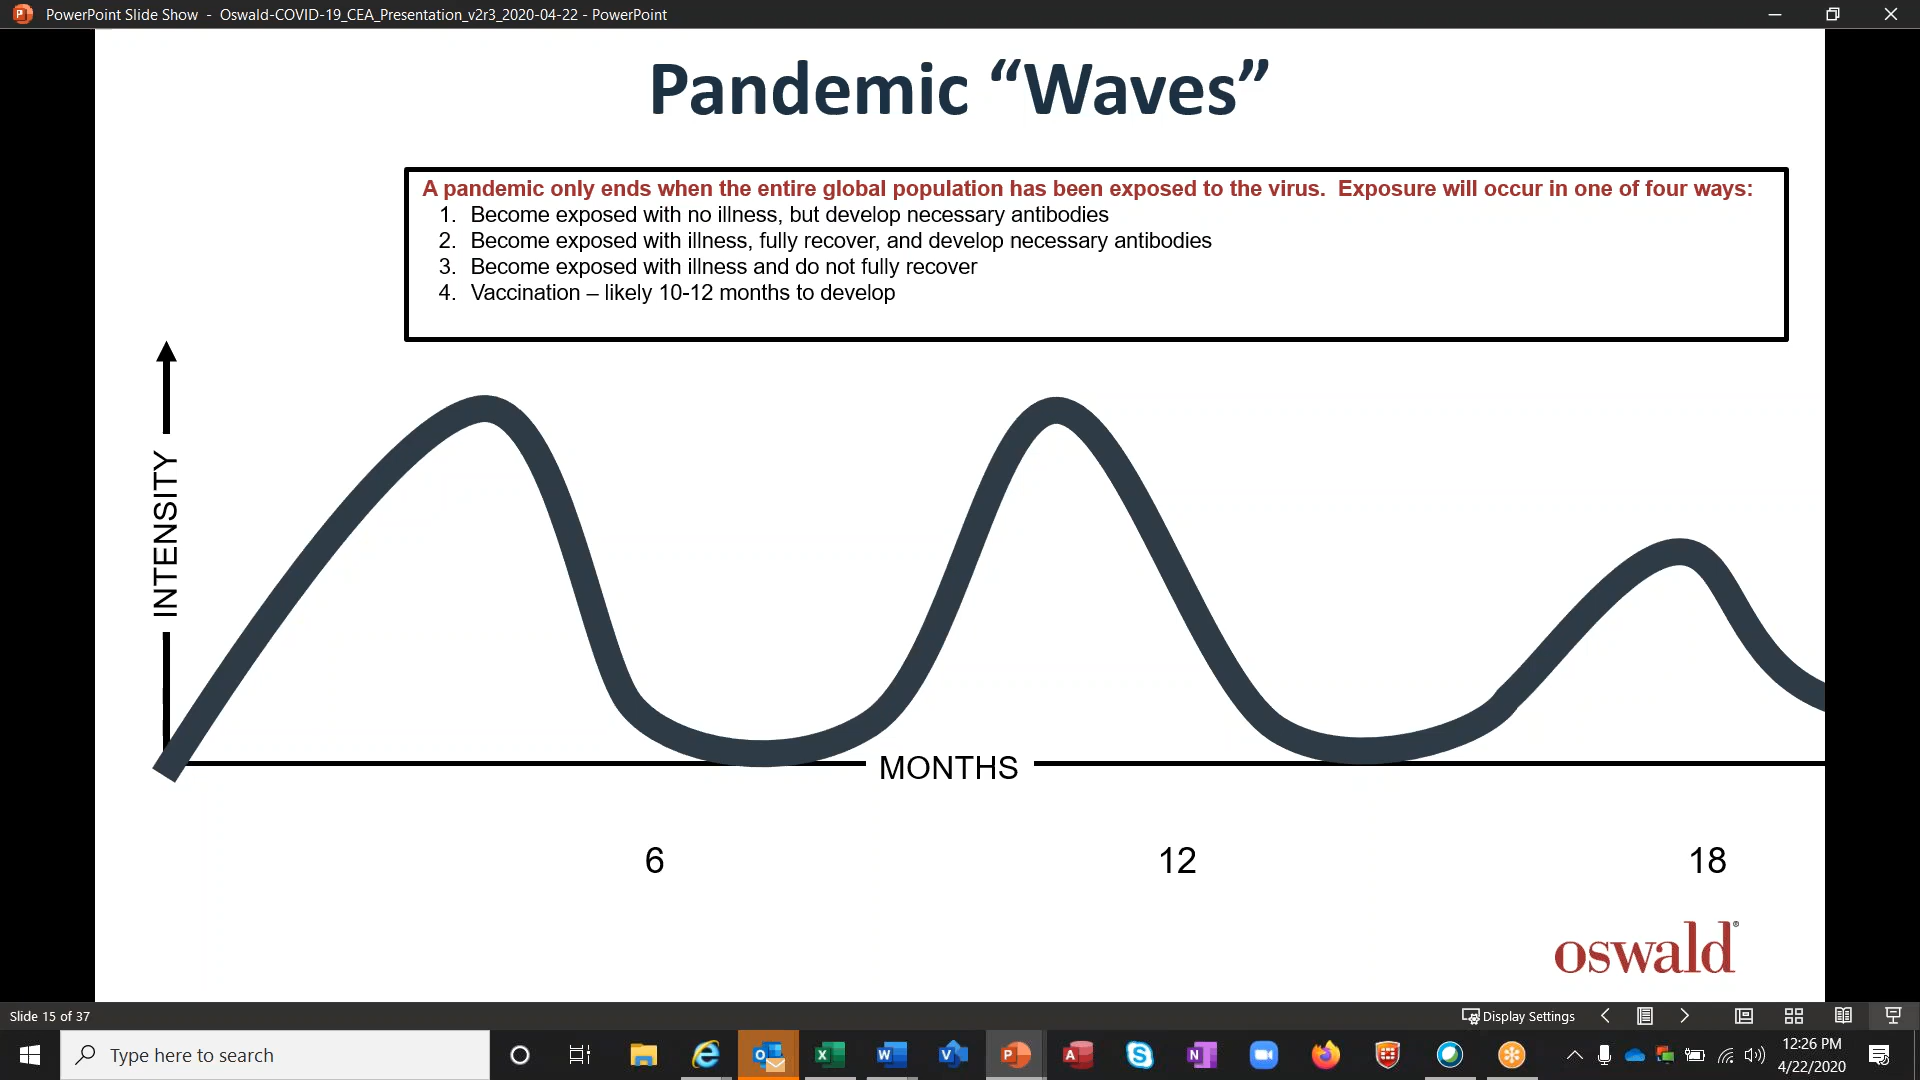 PowerPoint Slide Show - Oswald-COVID-19_CEA_Presentation_v2r3_2020-04-22 - PowerPoint
Pandemic “Waves”
A pandemic only ends when the entire global population has been exposed to the virus. Exposure will occur in one of four ways:
1. Become exposed with no illness, but develop necessary antibodies
2. Become exposed with illness, fully recover, and develop necessary antibodies
3. Become exposed with illness and do not fully recover
4. Vaccination – likely 10-12 months to develop
INTENSITY
MONTHS
6 12 18
oswald®
Slide 15 of 37
Display Settings
Type here to search
12:26 PM
4/22/2020